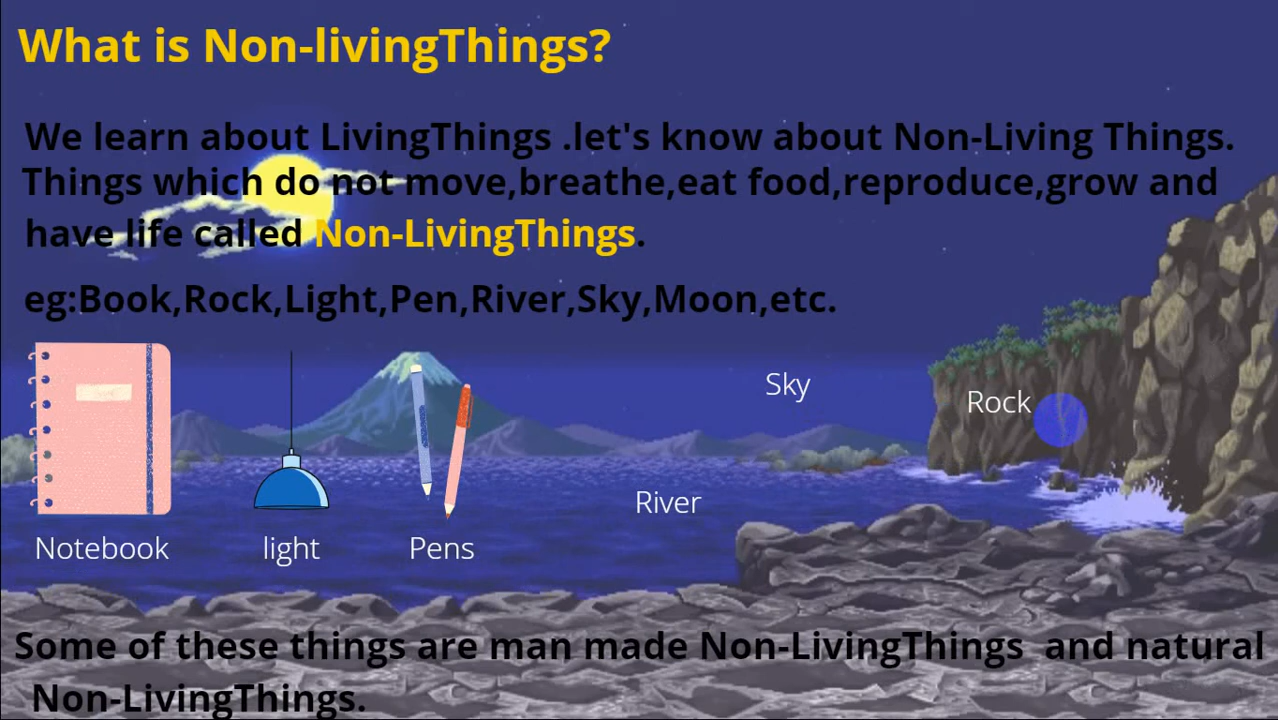 What is Non-livingThings?
We learn about LivingThings .let's know about Non-Living Things.
Things which do not move,breathe,eat food,reproduce,grow and
have life called Non-LivingThings.
eg:Book,Rock,Light,Pen,River,Sky,Moon,etc.
Sky
Rock
River
Notebook
light
Pens
Some of these things are man made Non-LivingThings and natural
Non-LivingThings.